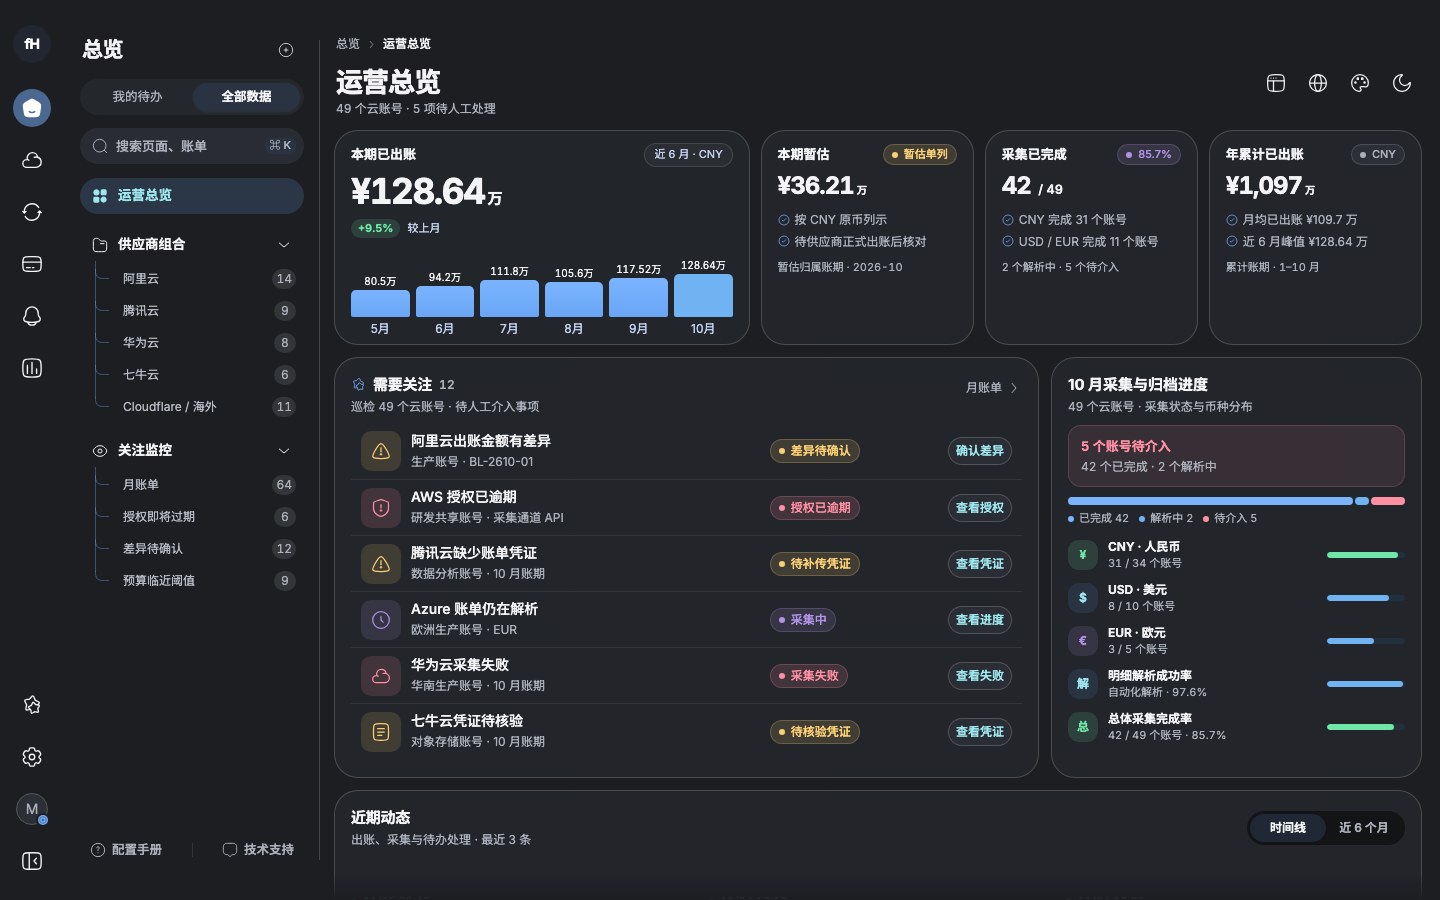 fH
总览
我的待办
全部数据
搜索页面、账单
⌘ K
运营总览
供应商组合
阿里云 14
腾讯云 9
华为云 8
七牛云 6
Cloudflare / 海外 11
关注监控
月账单 64
授权即将过期 6
差异待确认 12
预算临近阈值 9
M
配置手册
技术支持
总览 > 运营总览
运营总览
49 个云账号 · 5 项待人工处理
本期已出账
近 6 月 · CNY
¥128.64万
+9.5% 较上月
80.5万 94.2万 111.8万 105.6万 117.52万 128.64万
5月 6月 7月 8月 9月 10月
本期暂估
暂估单列
¥36.21万
按 CNY 原币列示
待供应商正式出账后核对
暂估归属账期 · 2026-10
采集已完成
85.7%
42 / 49
CNY 完成 31 个账号
USD / EUR 完成 11 个账号
2 个解析中 · 5 个待介入
年累计已出账
CNY
¥1,097万
月均已出账 ¥109.7 万
近 6 月峰值 ¥128.64 万
累计账期 · 1–10 月
需要关注 12
月账单
巡检 49 个云账号 · 待人工介入事项
阿里云出账金额有差异
生产账号 · BL-2610-01
差异待确认
确认差异
AWS 授权已逾期
研发共享账号 · 采集通道 API
授权已逾期
查看授权
腾讯云缺少账单凭证
数据分析账号 · 10 月账期
待补传凭证
查看凭证
Azure 账单仍在解析
欧洲生产账号 · EUR
采集中
查看进度
华为云采集失败
华南生产账号 · 10 月账期
采集失败
查看失败
七牛云凭证待核验
对象存储账号 · 10 月账期
待核验凭证
查看凭证
10 月采集与归档进度
49 个云账号 · 采集状态与币种分布
5 个账号待介入
42 个已完成 · 2 个解析中
已完成 42 解析中 2 待介入 5
¥
CNY · 人民币
31 / 34 个账号
$
USD · 美元
8 / 10 个账号
€
EUR · 欧元
3 / 5 个账号
解
明细解析成功率
自动化解析 · 97.6%
总
总体采集完成率
42 / 49 个账号 · 85.7%
近期动态
出账、采集与待办处理 · 最近 3 条
时间线
近 6 个月